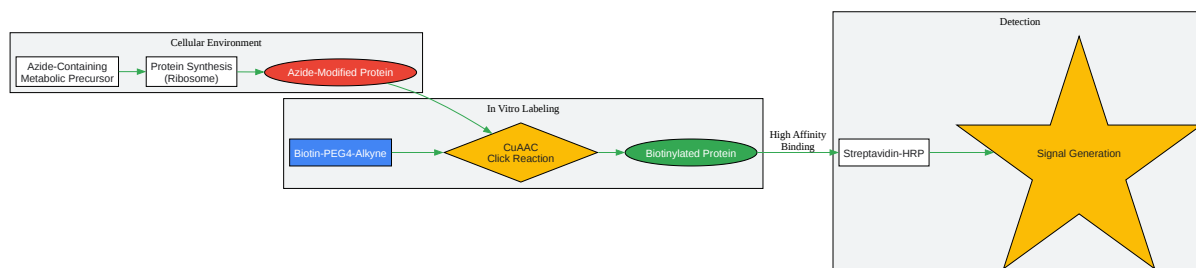 Cellular Environment
Azide-Containing
Metabolic Precursor
Protein Synthesis
(Ribosome)
Azide-Modified Protein
In Vitro Labeling
Biotin-PEG4-Alkyne
CuAAC
Click Reaction
Biotinylated Protein
High Affinity
Binding
Detection
Streptavidin-HRP
Signal Generation